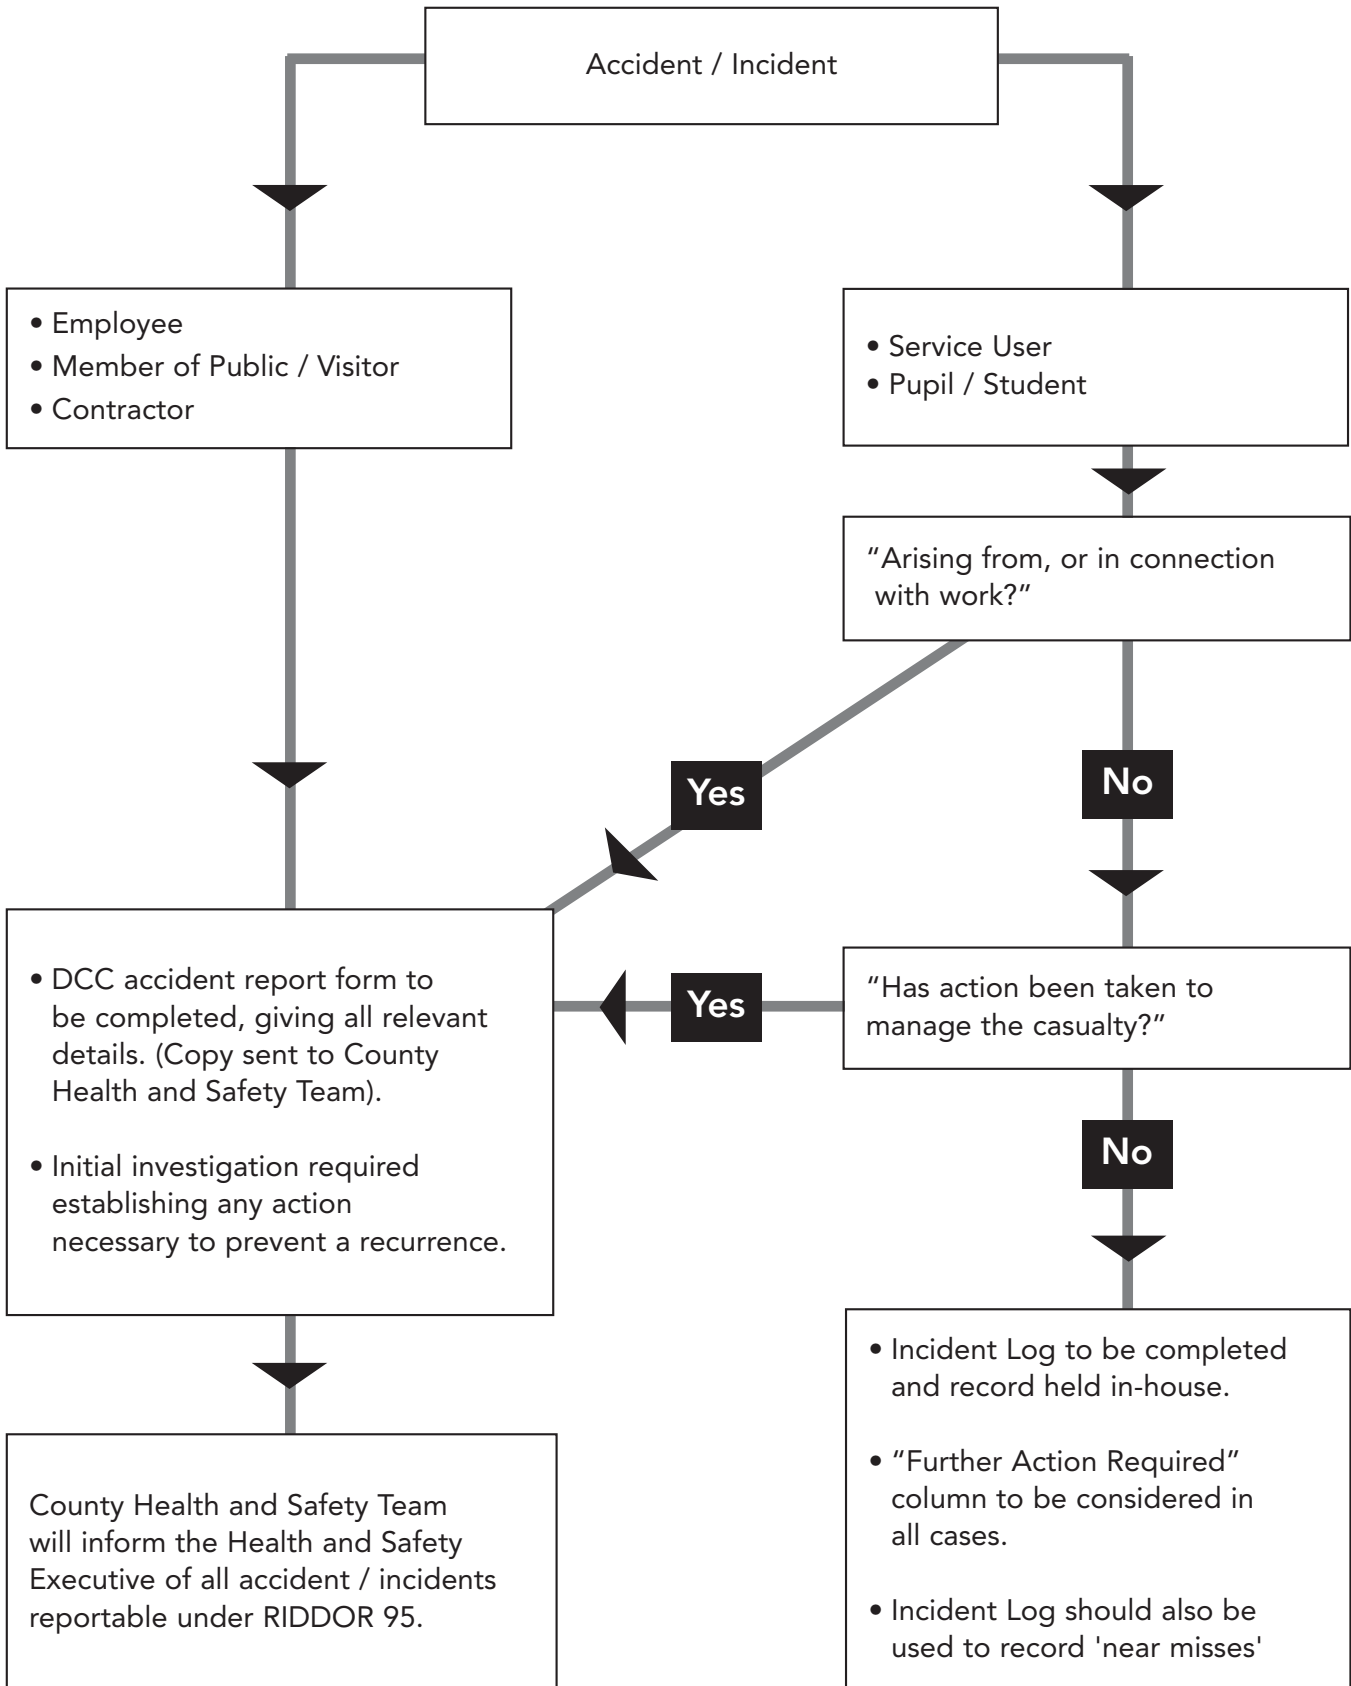 Accident / Incident
• Employee
• Member of Public / Visitor
• Contractor
• Service User
• Pupil / Student
“Arising from, or in connection
with work?”
Yes
No
• DCC accident report form to
be completed, giving all relevant
details. (Copy sent to County
Health and Safety Team).
• Initial investigation required
establishing any action
necessary to prevent a recurrence.
Yes
“Has action been taken to
manage the casualty?”
No
County Health and Safety Team
will inform the Health and Safety
Executive of all accident / incidents
reportable under RIDDOR 95.
• Incident Log to be completed
and record held in-house.
• “Further Action Required”
column to be considered in
all cases.
• Incident Log should also be
used to record 'near misses'